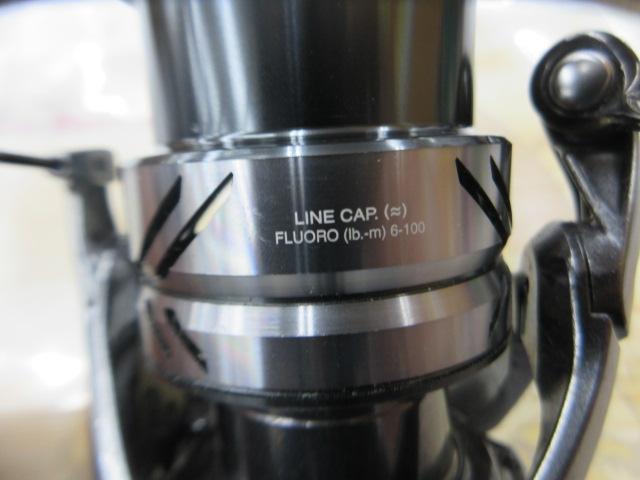 LINE CAP. (≈)
FLUORO (lb.-m) 6-100